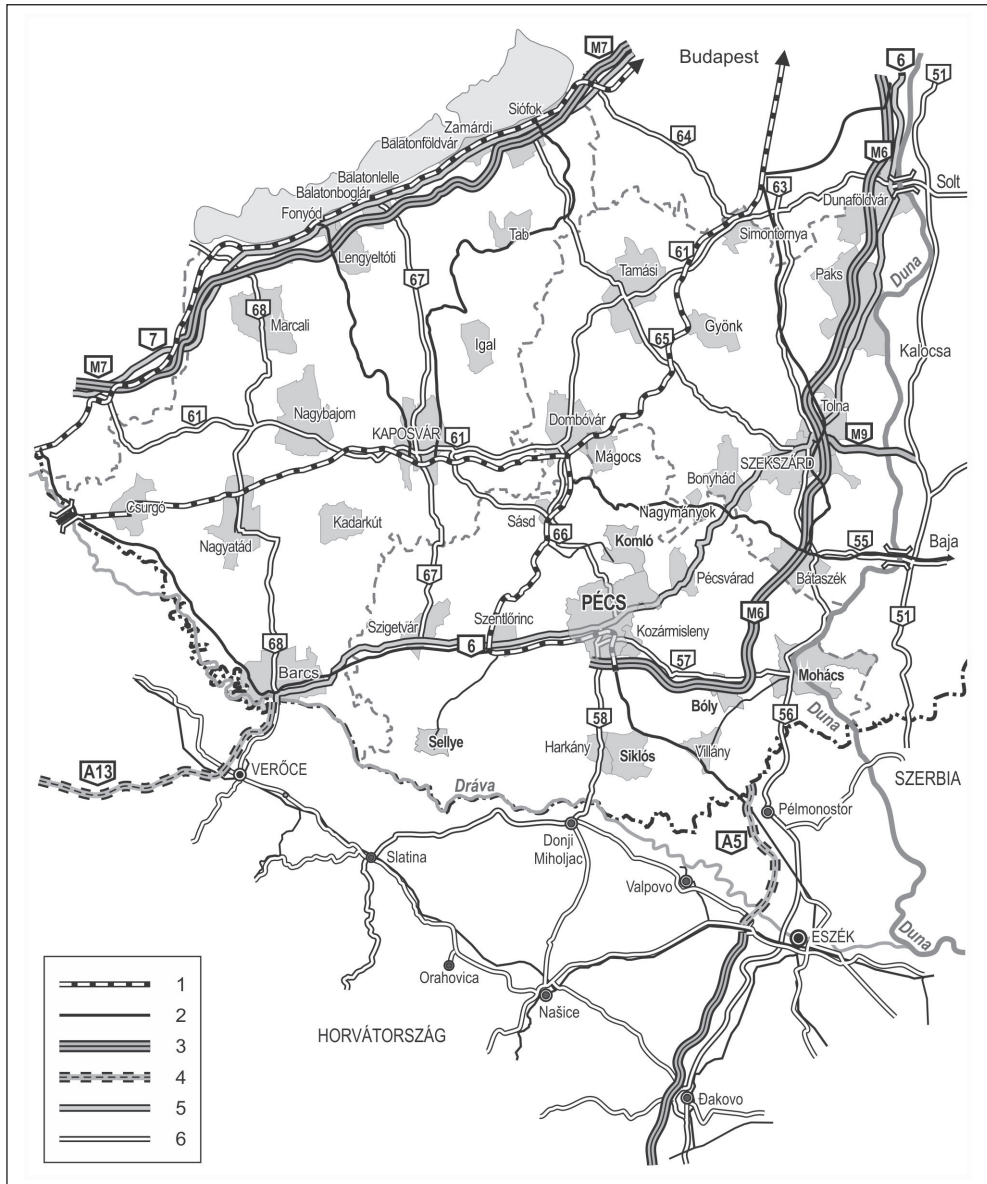 M7
Budapest
6
51
Siófok
Zamárdi
Balatonföldvár
64
M6
Balatonlelle
Balatonboglár
Fonyód
63
Solt
Dunaföldvár
Simontornya
Tab
Lengyeltóti
67
61
Tamási
Paks
Duna
68
Marcali
7
Igal
65
Gyönk
Kalocsa
M7
61
Nagybajom
KAPOSVÁR
61
Dombóvár
Tolna
M9
Mágocs
SZEKSZÁRD
Bonyhád
Csurgó
Nagyatád
Kadarkút
Sásd
66
Nagymányok
Komló
55
Baja
Bátaszék
67
PÉCS
Pécsvárad
M6
51
68
Szigetvár
Szentlőrinc
Kozármisleny
6
57
Barcs
Mohács
Bóly
56
Duna
Sellye
58
Harkány
Siklós
Villány
A13
VERŐCE
Dráva
SZERBIA
Pélmonostor
Donji
Miholjac
A5
Slatina
Valpovo
ESZÉK
Duna
Orahovica
Našice
HORVÁTORSZÁG
Đakovo
1
2
3
4
5
6